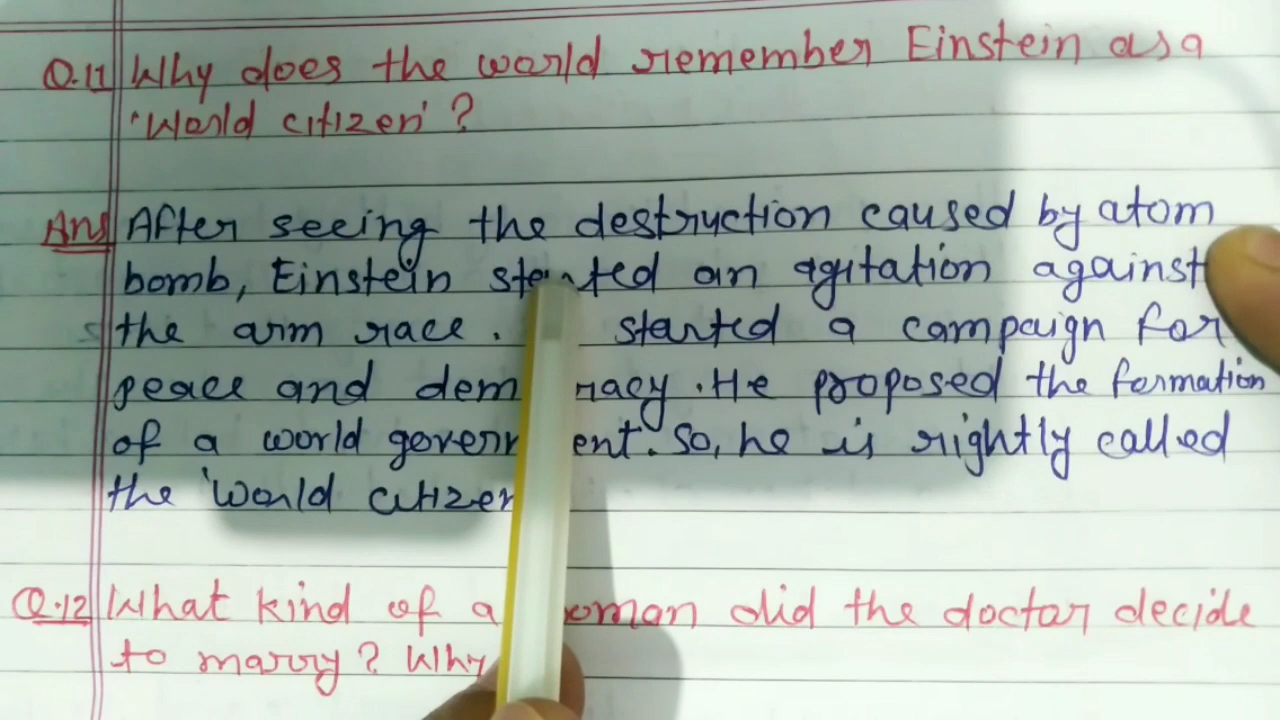 Q.11 Why does the world remember Einstein as a
'World citizen'?
Ans After seeing the destruction caused by atom
bomb, Einstein started an agitation against
the arm race. started a campaign for
peace and democracy. He proposed the formation
of a world government. So, he is rightly called
the 'World citizen
Q.12 What kind of a woman did the doctor decide
to marry? Why